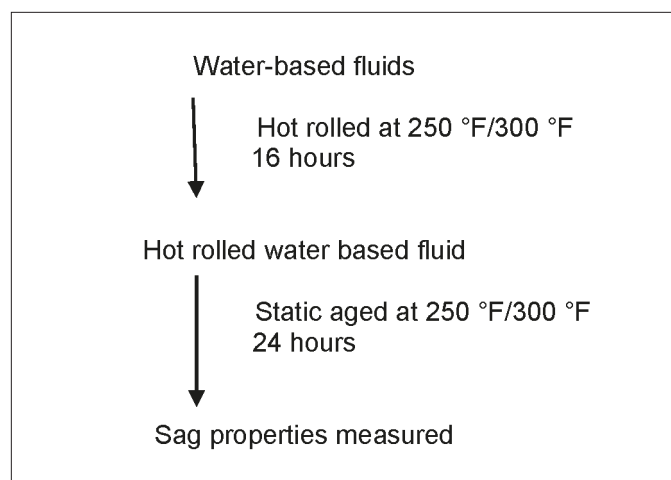 Water-based fluids
Hot rolled at 250 °F/300 °F
16 hours
Hot rolled water based fluid
Static aged at 250 °F/300 °F
24 hours
Sag properties measured